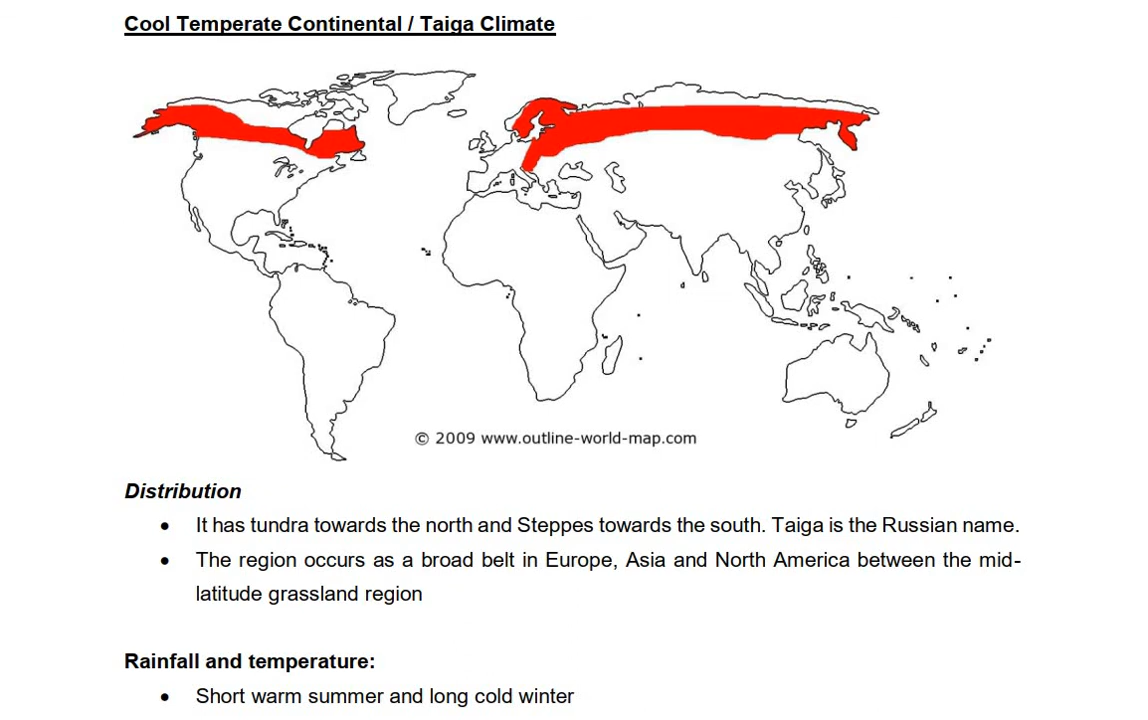 Cool Temperate Continental / Taiga Climate
© 2009 www.outline-world-map.com
Distribution
• It has tundra towards the north and Steppes towards the south. Taiga is the Russian name.
• The region occurs as a broad belt in Europe, Asia and North America between the mid-
latitude grassland region
Rainfall and temperature:
• Short warm summer and long cold winter